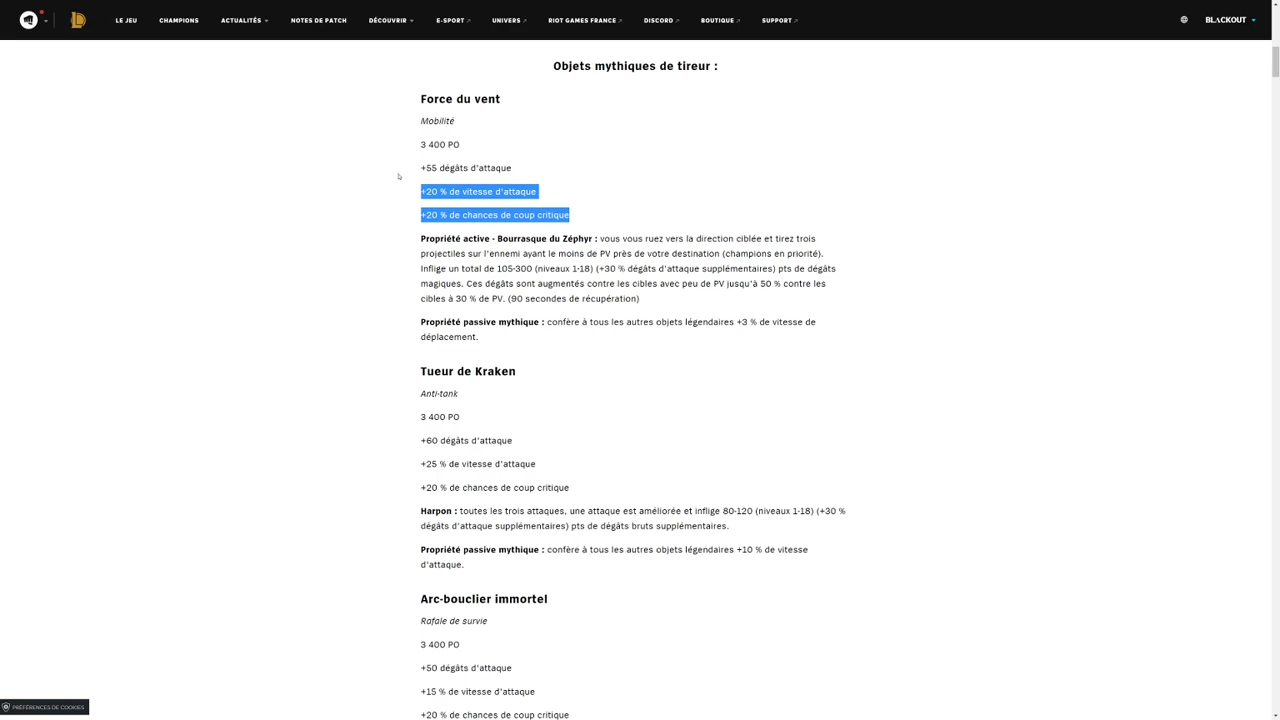 LE JEU CHAMPIONS ACTUALITÉS NOTES DE PATCH DÉCOUVRIR E-SPORT UNIVERS RIOT GAMES FRANCE DISCORD BOUTIQUE SUPPORT BLACKOUT
Objets mythiques de tireur :
Force du vent
Mobilité
3 400 PO
+55 dégâts d'attaque
+20 % de vitesse d'attaque
+20 % de chances de coup critique
Propriété active - Bourrasque du Zéphyr : vous vous ruez vers la direction ciblée et tirez trois
projectiles sur l'ennemi ayant le moins de PV près de votre destination (champions en priorité).
Inflige un total de 105-300 (niveaux 1-18) (+30 % dégâts d'attaque supplémentaires) pts de dégâts
magiques. Ces dégâts sont augmentés contre les cibles avec peu de PV jusqu'à 50 % contre les
cibles à 30 % de PV. (90 secondes de récupération)
Propriété passive mythique : confère à tous les autres objets légendaires +3 % de vitesse de
déplacement.
Tueur de Kraken
Anti-tank
3 400 PO
+60 dégâts d'attaque
+25 % de vitesse d'attaque
+20 % de chances de coup critique
Harpon : toutes les trois attaques, une attaque est améliorée et inflige 80-120 (niveaux 1-18) (+30 %
dégâts d'attaque supplémentaires) pts de dégâts bruts supplémentaires.
Propriété passive mythique : confère à tous les autres objets légendaires +10 % de vitesse
d'attaque.
Arc-bouclier immortel
Rafale de survie
3 400 PO
+50 dégâts d'attaque
+15 % de vitesse d'attaque
+20 % de chances de coup critique
PRÉFÉRENCES DE COOKIES